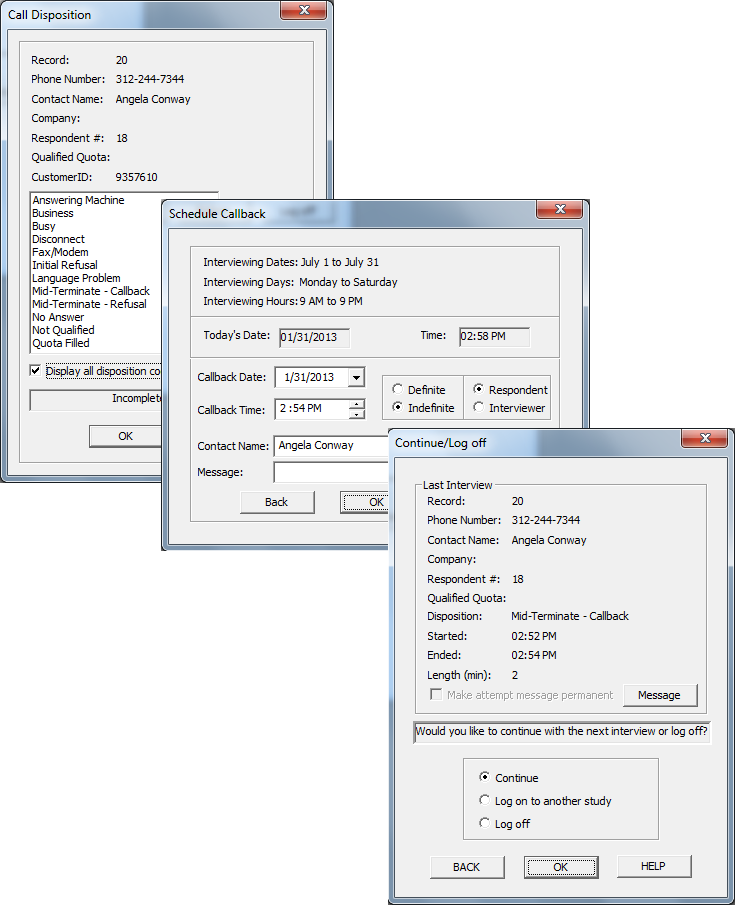 Call Disposition
Record: 20
Phone Number: 312-244-7344
Contact Name: Angela Conway
Company:
Respondent #: 18
Qualified Quota:
CustomerID: 9357610
Answering Machine
Business
Busy
Disconnect
Fax/Modem
Initial Refusal
Language Problem
Mid-Terminate - Callback
Mid-Terminate - Refusal
No Answer
Not Qualified
Quota Filled
Display all disposition co
Incomplete
OK
Schedule Callback
Interviewing Dates: July 1 to July 31
Interviewing Days: Monday to Saturday
Interviewing Hours: 9 AM to 9 PM
Today's Date: 01/31/2013 Time: 02:58 PM
Callback Date: 1/31/2013
Definite Respondent
Callback Time: 2:54 PM
Indefinite Interviewer
Contact Name: Angela Conway
Message:
Back OK
Continue/Log off
Last Interview
Record: 20
Phone Number: 312-244-7344
Contact Name: Angela Conway
Company:
Respondent #: 18
Qualified Quota:
Disposition: Mid-Terminate - Callback
Started: 02:52 PM
Ended: 02:54 PM
Length (min): 2
Make attempt message permanent Message
Would you like to continue with the next interview or log off?
Continue
Log on to another study
Log off
BACK OK HELP